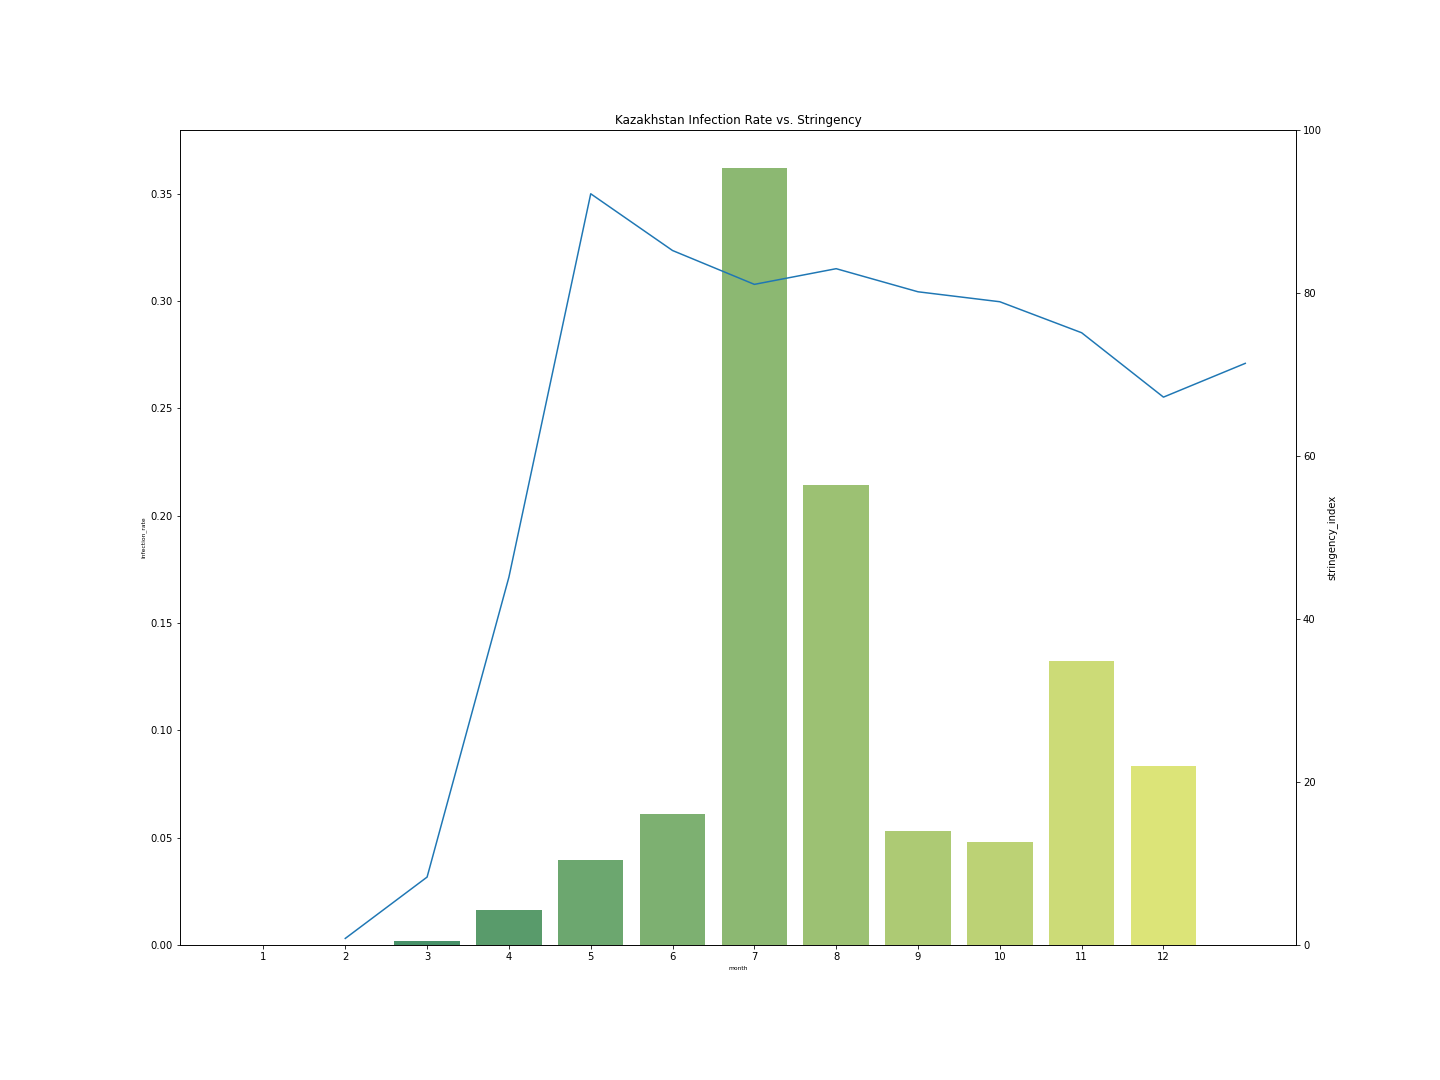 Kazakhstan Infection Rate vs. Stringency
0.35
0.30
0.25
0.20
0.15
0.10
0.05
0.00
Infection_rate
100
80
60
40
20
0
stringency_index
1 2 3 4 5 6 7 8 9 10 11 12
month